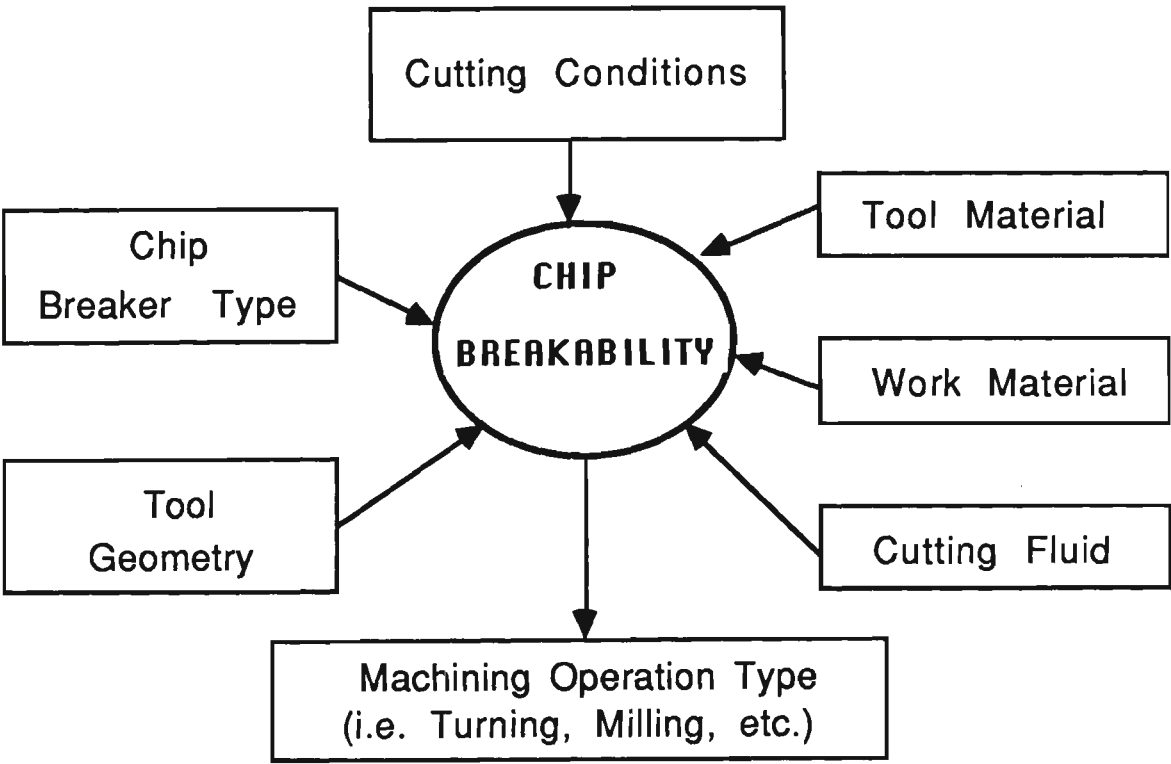 Cutting Conditions
Tool Material
Chip
Breaker Type
CHIP
BREAKABILITY
Work Material
Tool
Geometry
Cutting Fluid
Machining Operation Type
(i.e. Turning, Milling, etc.)